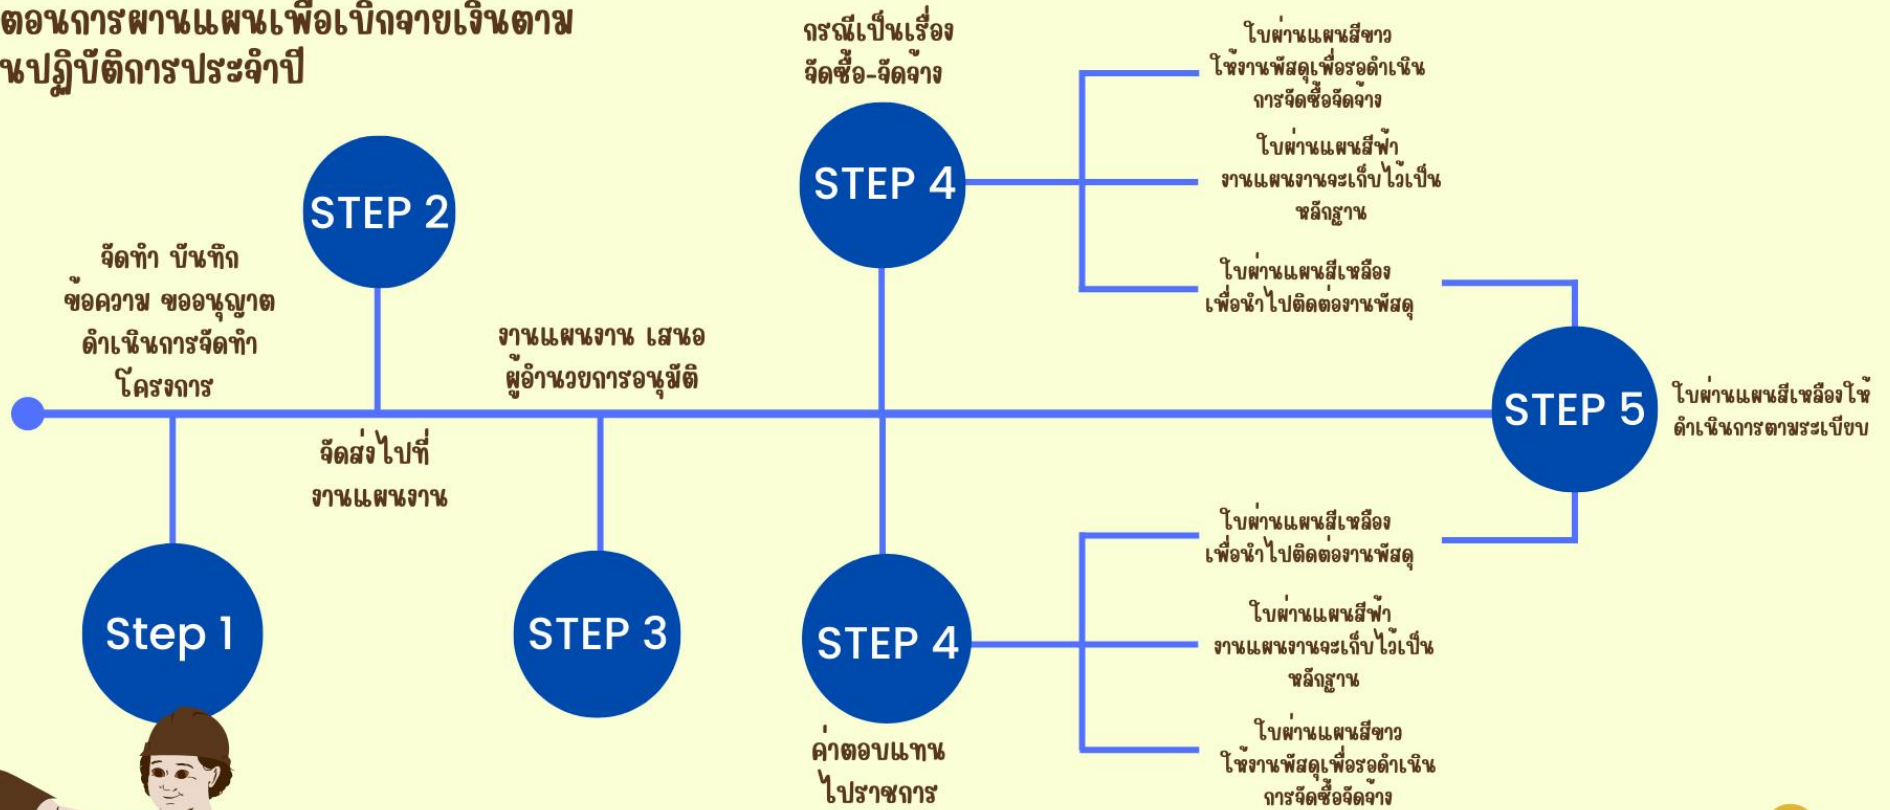 ตอนการผ่านแผนเพื่อเบิกจ่ายเงินตาม
นปฏิบัติการประจำปี
จัดทำ บันทึก
ข้อความ ขออนุญาต
ดำเนินการจัดทำ
โครงการ
Step 1
STEP 2
จัดส่งไปที่
งานแผนงาน
งานแผนงาน เสนอ
ผู้อำนวยการอนุมัติ
STEP 3
กรณีเป็นเรื่อง
จัดซื้อ-จัดจ้าง
STEP 4
ใบผ่านแผนสีขาว
ให้งานพัสดุเพื่อรอดำเนิน
การจัดซื้อจัดจ้าง
ใบผ่านแผนสีฟ้า
งานแผนงานจะเก็บไว้เป็น
หลักฐาน
ใบผ่านแผนสีเหลือง
เพื่อนำไปติดต่องานพัสดุ
STEP 4
ค่าตอบแทน
ไปราชการ
ใบผ่านแผนสีเหลือง
เพื่อนำไปติดต่องานพัสดุ
ใบผ่านแผนสีฟ้า
งานแผนงานจะเก็บไว้เป็น
หลักฐาน
ใบผ่านแผนสีขาว
ให้งานพัสดุเพื่อรอดำเนิน
การจัดซื้อจัดจ้าง
STEP 5
ใบผ่านแผนสีเหลืองให้
ดำเนินการตามระเบียบ